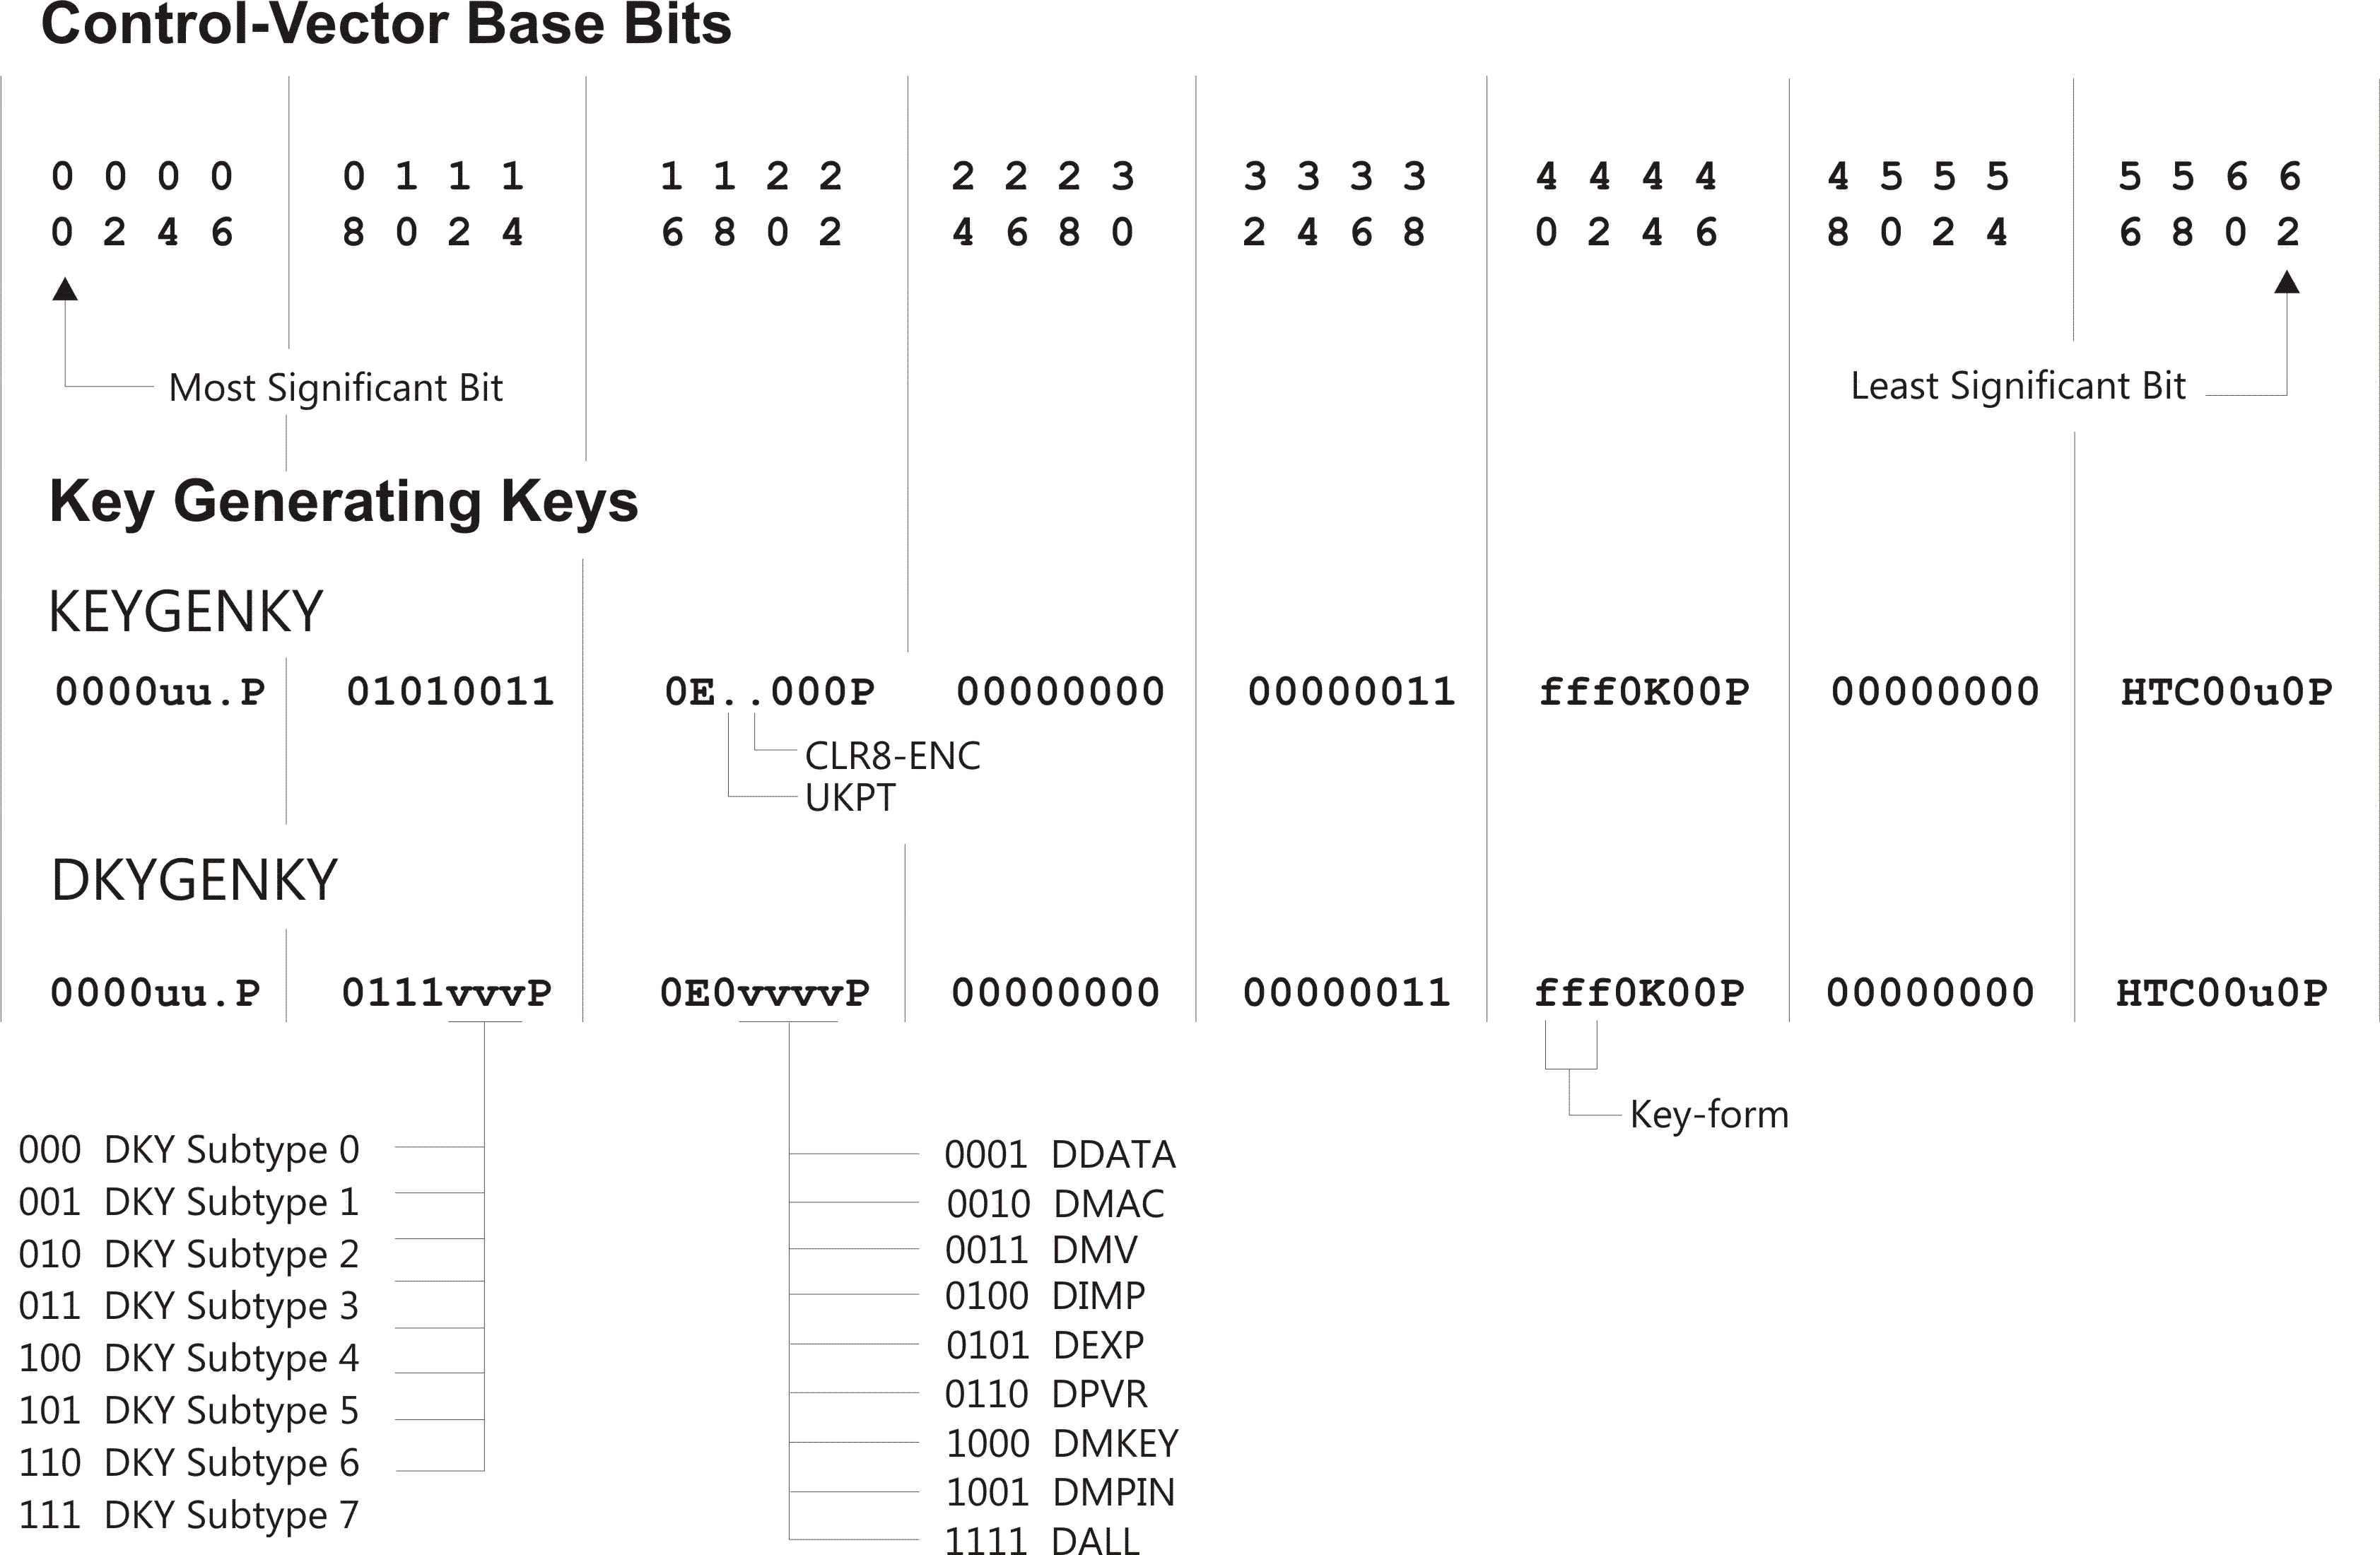 Control-Vector Base Bits
0 0 0 0 0 1 1 1 1 1 2 2 2 2 2 3 3 3 3 3 4 4 4 4 4 5 5 5 5 5 6 6
0 2 4 6 8 0 2 4 6 8 0 2 4 6 8 0 2 4 6 8 0 2 4 6 8 0 2 4 6 8 0 2
Most Significant Bit Least Significant Bit
Key Generating Keys
KEYGENKY
0000uu.P 01010011 0E..000P 00000000 00000011 fff0K00P 00000000 HTC00u0P
CLR8-ENC
UKPT
DKYGENKY
0000uu.P 0111vvvP 0E0vvvvP 00000000 00000011 fff0K00P 00000000 HTC00u0P
Key-form
000 DKY Subtype 0
001 DKY Subtype 1
010 DKY Subtype 2
011 DKY Subtype 3
100 DKY Subtype 4
101 DKY Subtype 5
110 DKY Subtype 6
111 DKY Subtype 7
0001 DDATA
0010 DMAC
0011 DMV
0100 DIMP
0101 DEXP
0110 DPVR
1000 DMKEY
1001 DMPIN
1111 DALL